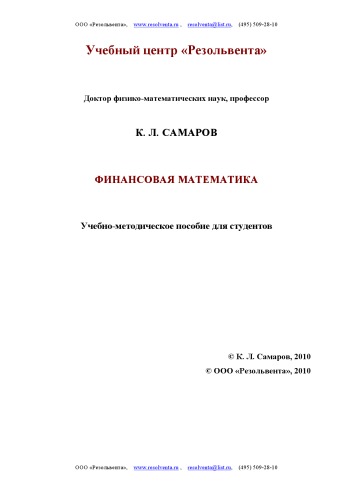 ООО «Резольвента», www.resolventa.ru , resolventa@list.ru, (495) 509-28-10
Учебный центр «Резольвента»
Доктор физико-математических наук, профессор
К. Л. САМАРОВ
ФИНАНСОВАЯ МАТЕМАТИКА
Учебно-методическое пособие для студентов
© К. Л. Самаров, 2010
© ООО «Резольвента», 2010
ООО «Резольвента», www.resolventa.ru , resolventa@list.ru, (495) 509-28-10